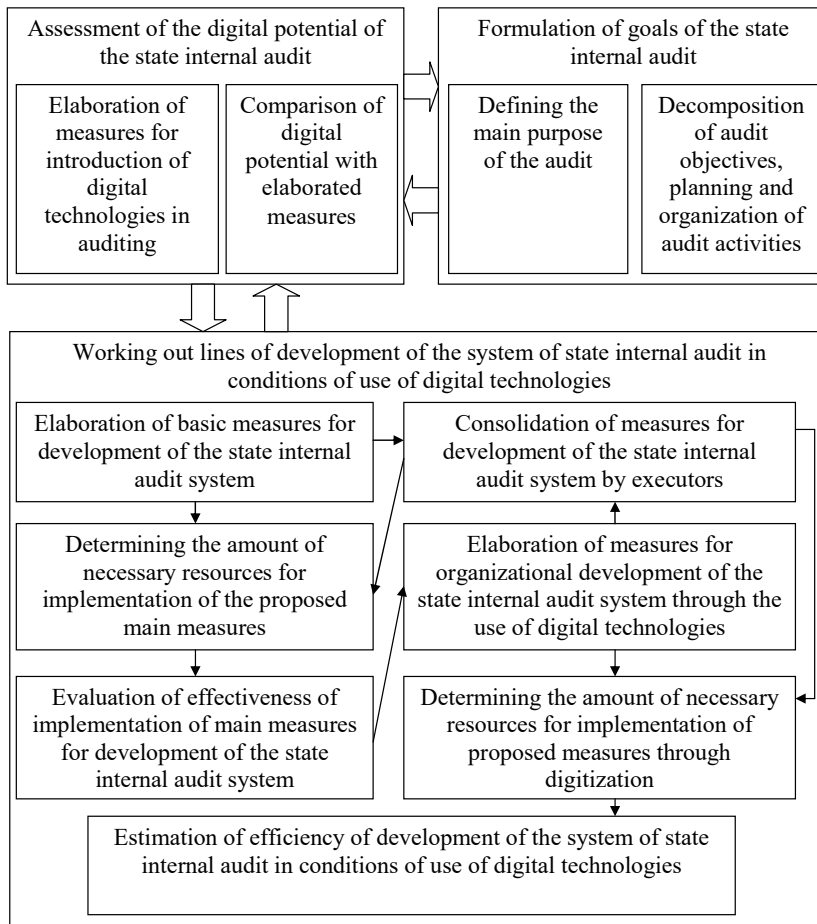 Assessment of the digital potential of
the state internal audit
Elaboration of
measures for
introduction of
digital
technologies in
auditing
Comparison of
digital
potential with
elaborated
measures
Formulation of goals of the state
internal audit
Defining the
main purpose
of the audit
Decomposition
of audit
objectives,
planning and
organization of
audit activities
Working out lines of development of the system of state internal audit in
conditions of use of digital technologies
Elaboration of basic measures for
development of the state internal
audit system
Consolidation of measures for
development of the state internal
audit system by executors
Determining the amount of
necessary resources for
implementation of the proposed
main measures
Elaboration of measures for
organizational development of the
state internal audit system through the
use of digital technologies
Evaluation of effectiveness of
implementation of main measures
for development of the state
internal audit system
Determining the amount of necessary
resources for implementation of
proposed measures through
digitization
Estimation of efficiency of development of the system of state
internal audit in conditions of use of digital technologies